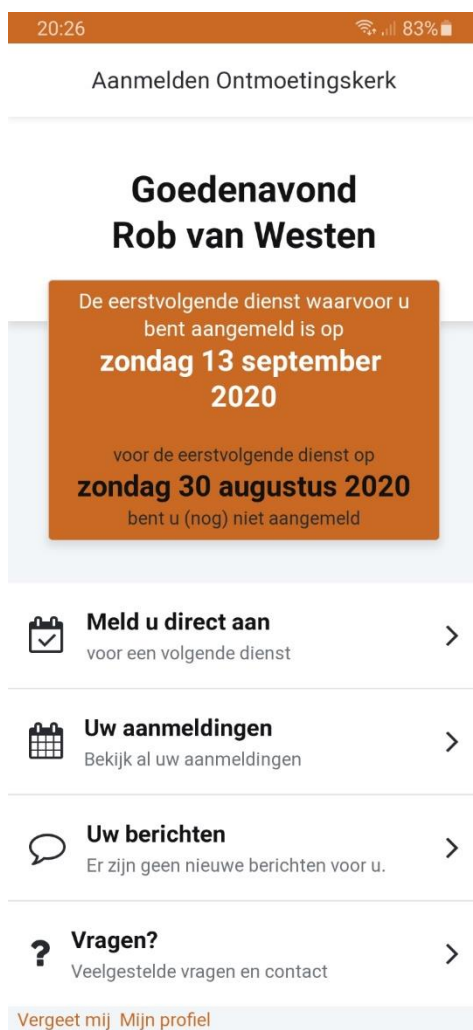 20:26
83%
Aanmelden Ontmoetingskerk
Goedenavond
Rob van Westen
De eerstvolgende dienst waarvoor u
bent aangemeld is op
zondag 13 september
2020
voor de eerstvolgende dienst op
zondag 30 augustus 2020
bent u (nog) niet aangemeld
Meld u direct aan
voor een volgende dienst
Uw aanmeldingen
Bekijk al uw aanmeldingen
Uw berichten
Er zijn geen nieuwe berichten voor u.
Vragen?
Veelgestelde vragen en contact
Vergeet mij Mijn profiel